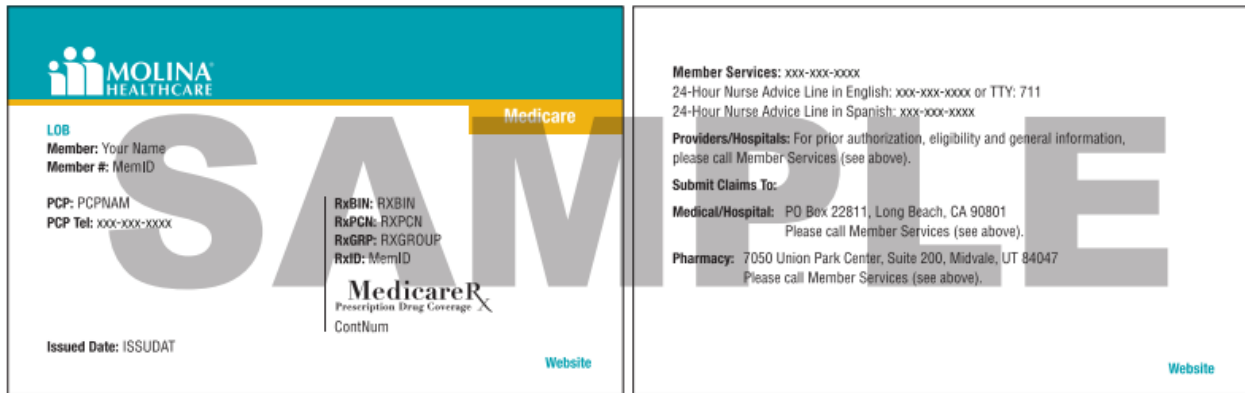 MOLINA®
HEALTHCARE
Medicare
LOB
Member: Your Name
Member #: MemID
PCP: PCPNAM
PCP Tel: xxx-xxx-xxxx
RxBIN: RXBIN
RxPCN: RXPCN
RxGRP: RXGROUP
RxID: MemID
MedicareRx
Prescription Drug Coverage
ContNum
Issued Date: ISSUDAT
Website
Member Services: xxx-xxx-xxxx
24-Hour Nurse Advice Line in English: xxx-xxx-xxxx or TTY: 711
24-Hour Nurse Advice Line in Spanish: xxx-xxx-xxxx
Providers/Hospitals: For prior authorization, eligibility and general information,
please call Member Services (see above).
Submit Claims To:
Medical/Hospital: PO Box 22811, Long Beach, CA 90801
Please call Member Services (see above).
Pharmacy: 7050 Union Park Center, Suite 200, Midvale, UT 84047
Please call Member Services (see above).
Website
SAMPLE